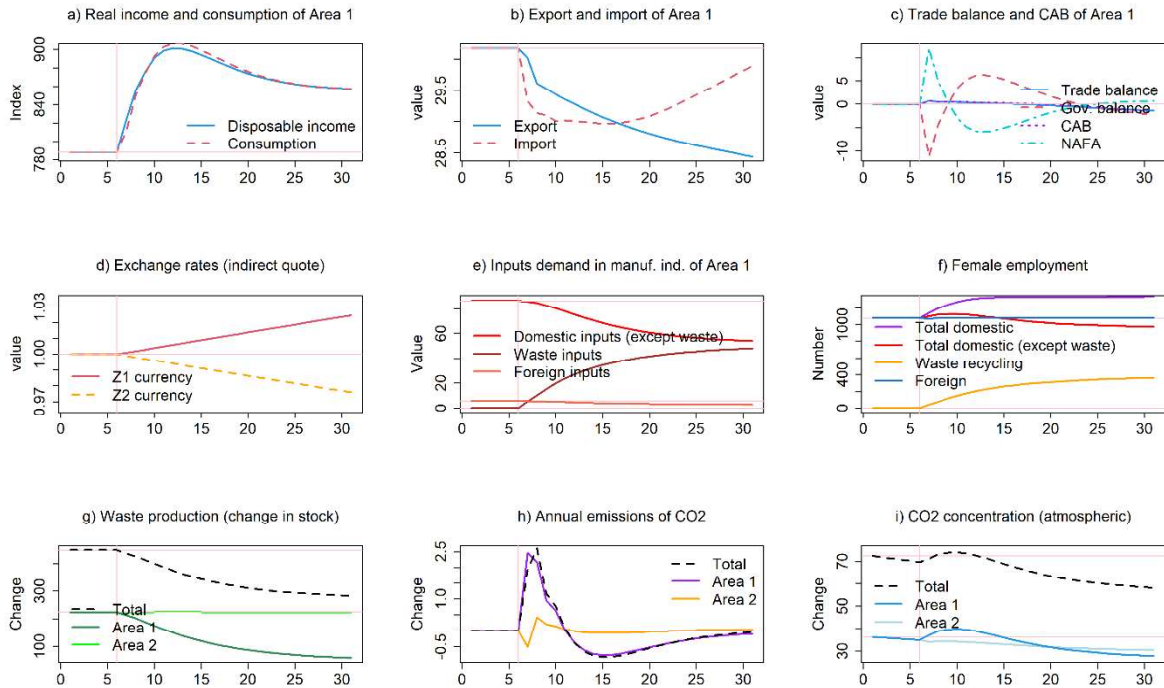 a) Real income and consumption of Area 1
Index
900
840
780
Disposable income
Consumption
0 5 10 15 20 25 30
b) Export and import of Area 1
value
29.5
28.5
Export
Import
0 5 10 15 20 25 30
c) Trade balance and CAB of Area 1
value
5
0
-10
Trade balance
Gov. balance
CAB
NAFA
0 5 10 15 20 25 30
d) Exchange rates (indirect quote)
value
1.03
1.00
0.97
Z1 currency
Z2 currency
0 5 10 15 20 25 30
e) Inputs demand in manuf. ind. of Area 1
Value
60
20
0
Domestic inputs (except waste)
Waste inputs
Foreign inputs
0 5 10 15 20 25 30
f) Female employment
Number
1000
400
0
Total domestic
Total domestic (except waste)
Waste recycling
Foreign
0 5 10 15 20 25 30
g) Waste production (change in stock)
Change
300
100
Total
Area 1
Area 2
0 5 10 15 20 25 30
h) Annual emissions of CO2
Change
2.5
1.5
0.5
-0.5
Total
Area 1
Area 2
0 5 10 15 20 25 30
i) CO2 concentration (atmospheric)
Change
70
50
30
Total
Area 1
Area 2
0 5 10 15 20 25 30